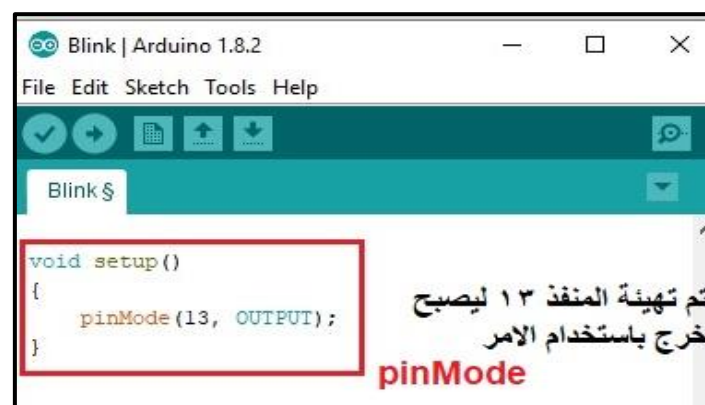 Blink | Arduino 1.8.2
File Edit Sketch Tools Help
Blink §
void setup()
{
pinMode(13, OUTPUT);
}
تم تهيئة المنفذ ١٣ ليصبح
خرج باستخدام الامر
pinMode